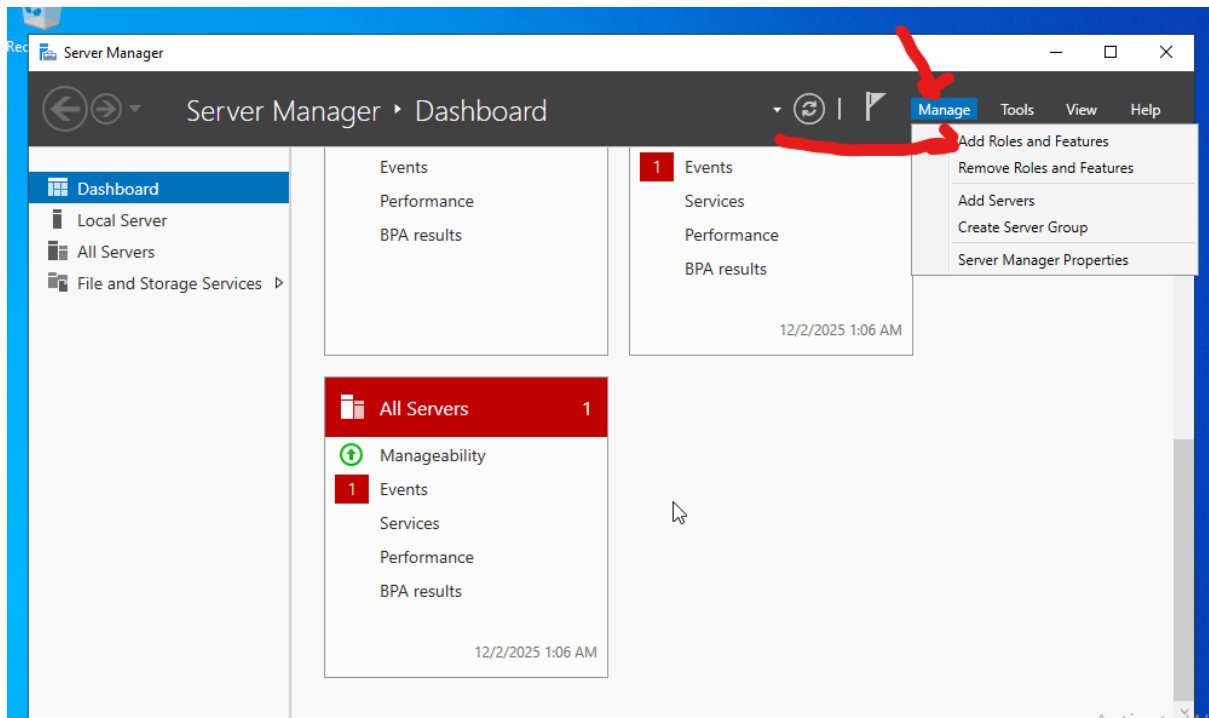 Rec
Server Manager
Server Manager ‣ Dashboard
Manage Tools View Help
Add Roles and Features
Remove Roles and Features
Add Servers
Create Server Group
Server Manager Properties
Dashboard
Local Server
All Servers
File and Storage Services
Events
Performance
BPA results
1 Events
Services
Performance
BPA results
12/2/2025 1:06 AM
All Servers 1
Manageability
1 Events
Services
Performance
BPA results
12/2/2025 1:06 AM